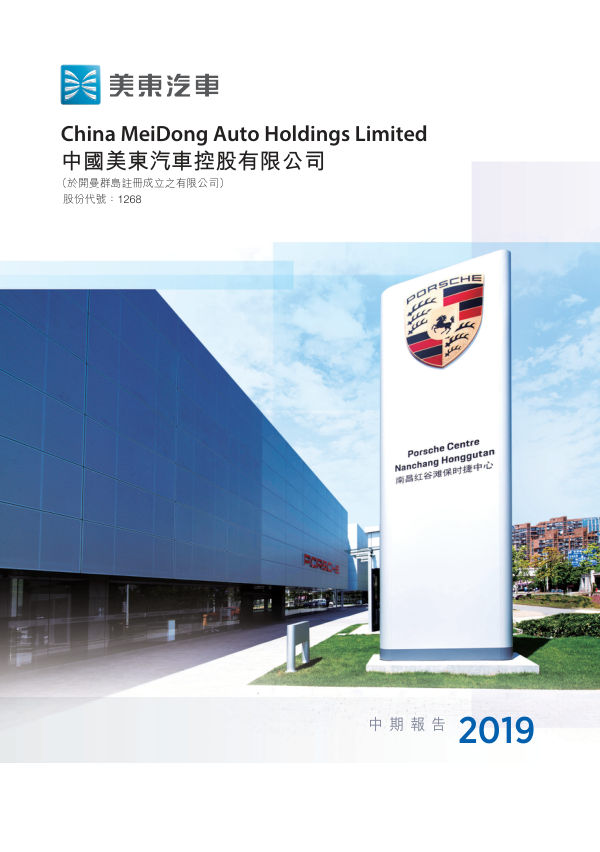 美東汽車
China MeiDong Auto Holdings Limited
中國美東汽車控股有限公司
(於開曼群島註冊成立之有限公司)
股份代號：1268
PORSCHE
Porsche Centre
Nanchang Honggutan
南昌红谷滩保时捷中心
PORSCHE
中期報告 2019